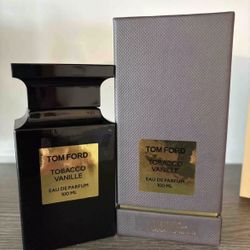 TOM FORD
TOBACCO
VANILLE
EAU DE PARFUM
100 ML
TOM FORD
TOBACCO
VANILLE
EAU DE PARFUM
100 ML